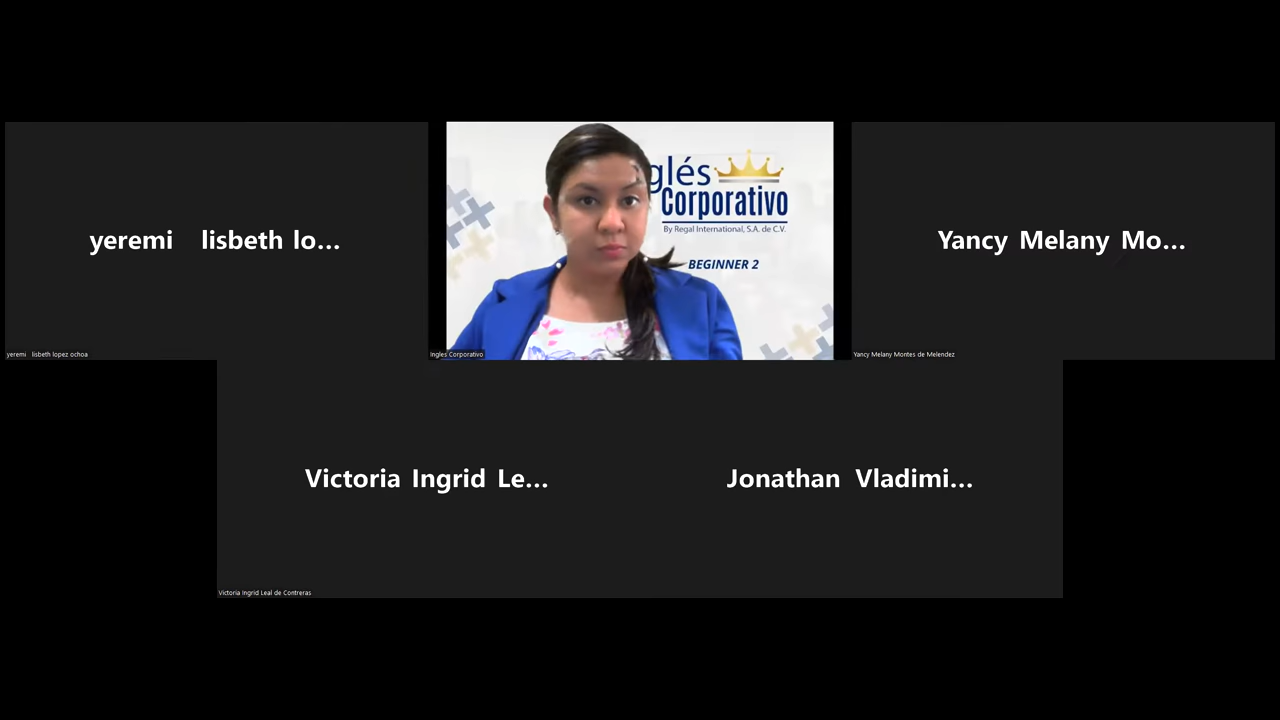 yeremi lisbeth lo...
yeremi lisbeth lopez ochoa
glés
Corporativo
By Regal International, S.A. de C.V.
BEGINNER 2
Ingles Corporativo
Yancy Melany Mo...
Yancy Melany Montes de Melendez
Victoria Ingrid Le...
Victoria Ingrid Leal de Contreras
Jonathan Vladimi...